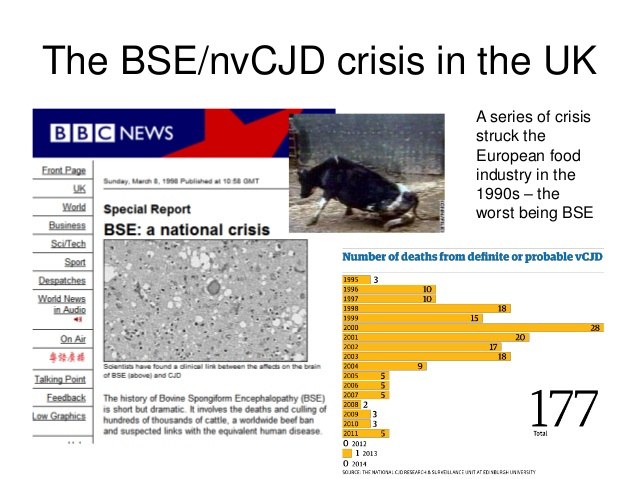 The BSE/nvCJD crisis in the UK
BBC NEWS
Front Page
UK
World
Business
Sci/Tech
Sport
Despatches
World News
in Audio
On Air
Talking Point
Feedback
Low Graphics
Sunday, March 8, 1998 Published at 10:58 GMT
Special Report
BSE: a national crisis
Scientists have found a clinical link between the affects on the brain
of BSE (above) and CJD
The history of Bovine Spongiform Encephalopathy (BSE)
is short but dramatic. It involves the deaths and culling of
hundreds of thousands of cattle, a worldwide beef ban
and suspected links with the equivalent human disease.
A series of crisis
struck the
European food
industry in the
1990s – the
worst being BSE
Number of deaths from definite or probable vCJD
1995 3
1996 10
1997 10
1998 18
1999 15
2000 28
2001 20
2002 17
2003 18
2004 9
2005 5
2006 5
2007 5
2008 2
2009 3
2010 3
2011 5
0 2012
1 2013
0 2014
177
Total
SOURCE: THE NATIONAL CJD RESEARCH & SURVEILLANCE UNIT AT EDINBURGH UNIVERSITY